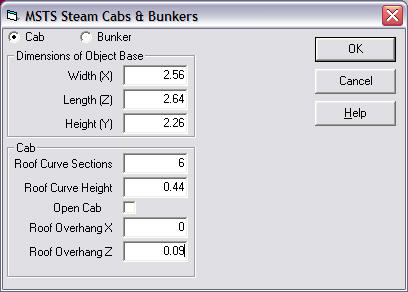 MSTS Steam Cabs & Bunkers
Cab Bunker
Dimensions of Object Base
Width (X) 2.56
Length (Z) 2.64
Height (Y) 2.26
Cab
Roof Curve Sections 6
Roof Curve Height 0.44
Open Cab
Roof Overhang X 0
Roof Overhang Z 0.09
OK
Cancel
Help